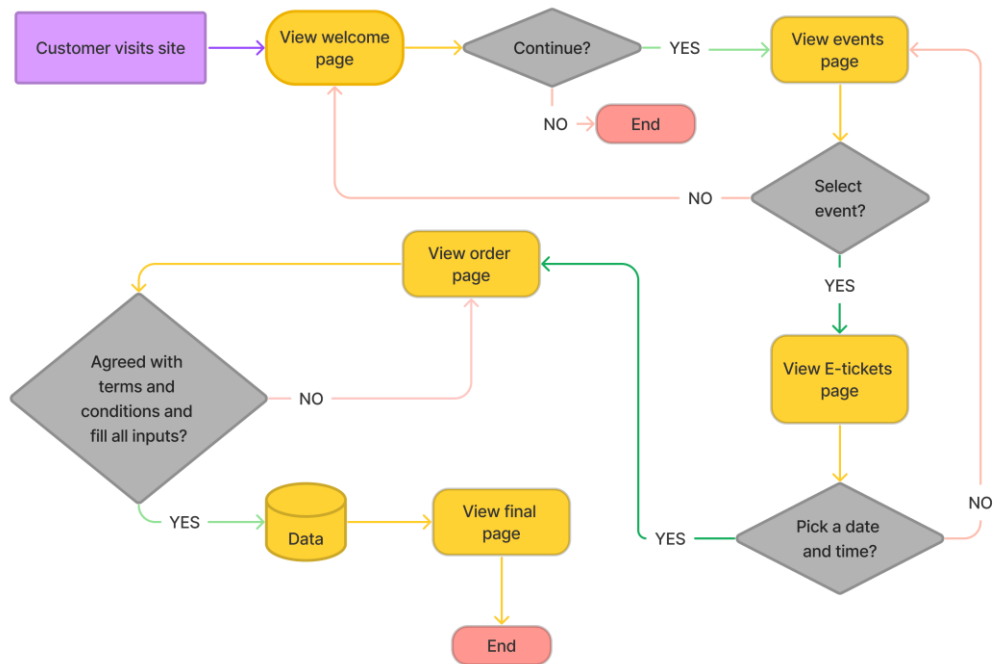 Customer visits site
View welcome
page
Continue?
YES
View events
page
NO
End
Select
event?
NO
YES
View order
page
View E-tickets
page
Agreed with
terms and
conditions and
fill all inputs?
NO
YES
Data
View final
page
YES
Pick a date
and time?
NO
End